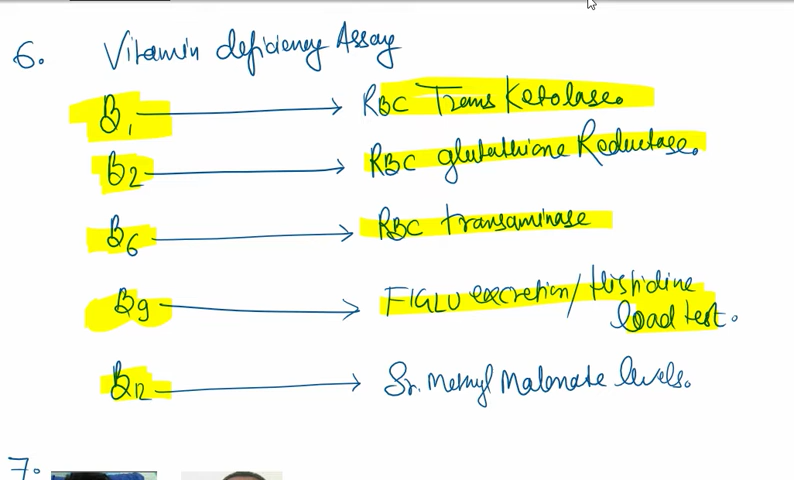 6. Vitamin deficiency Assay
B1 → RBC Trans Ketolase.
B2 → RBC glutathione Reductase.
B6 → RBC transaminase
B9 → FIGLU excretion/ Histidine
load test.
B12 → Sr. Methyl Malonate levels.
7.